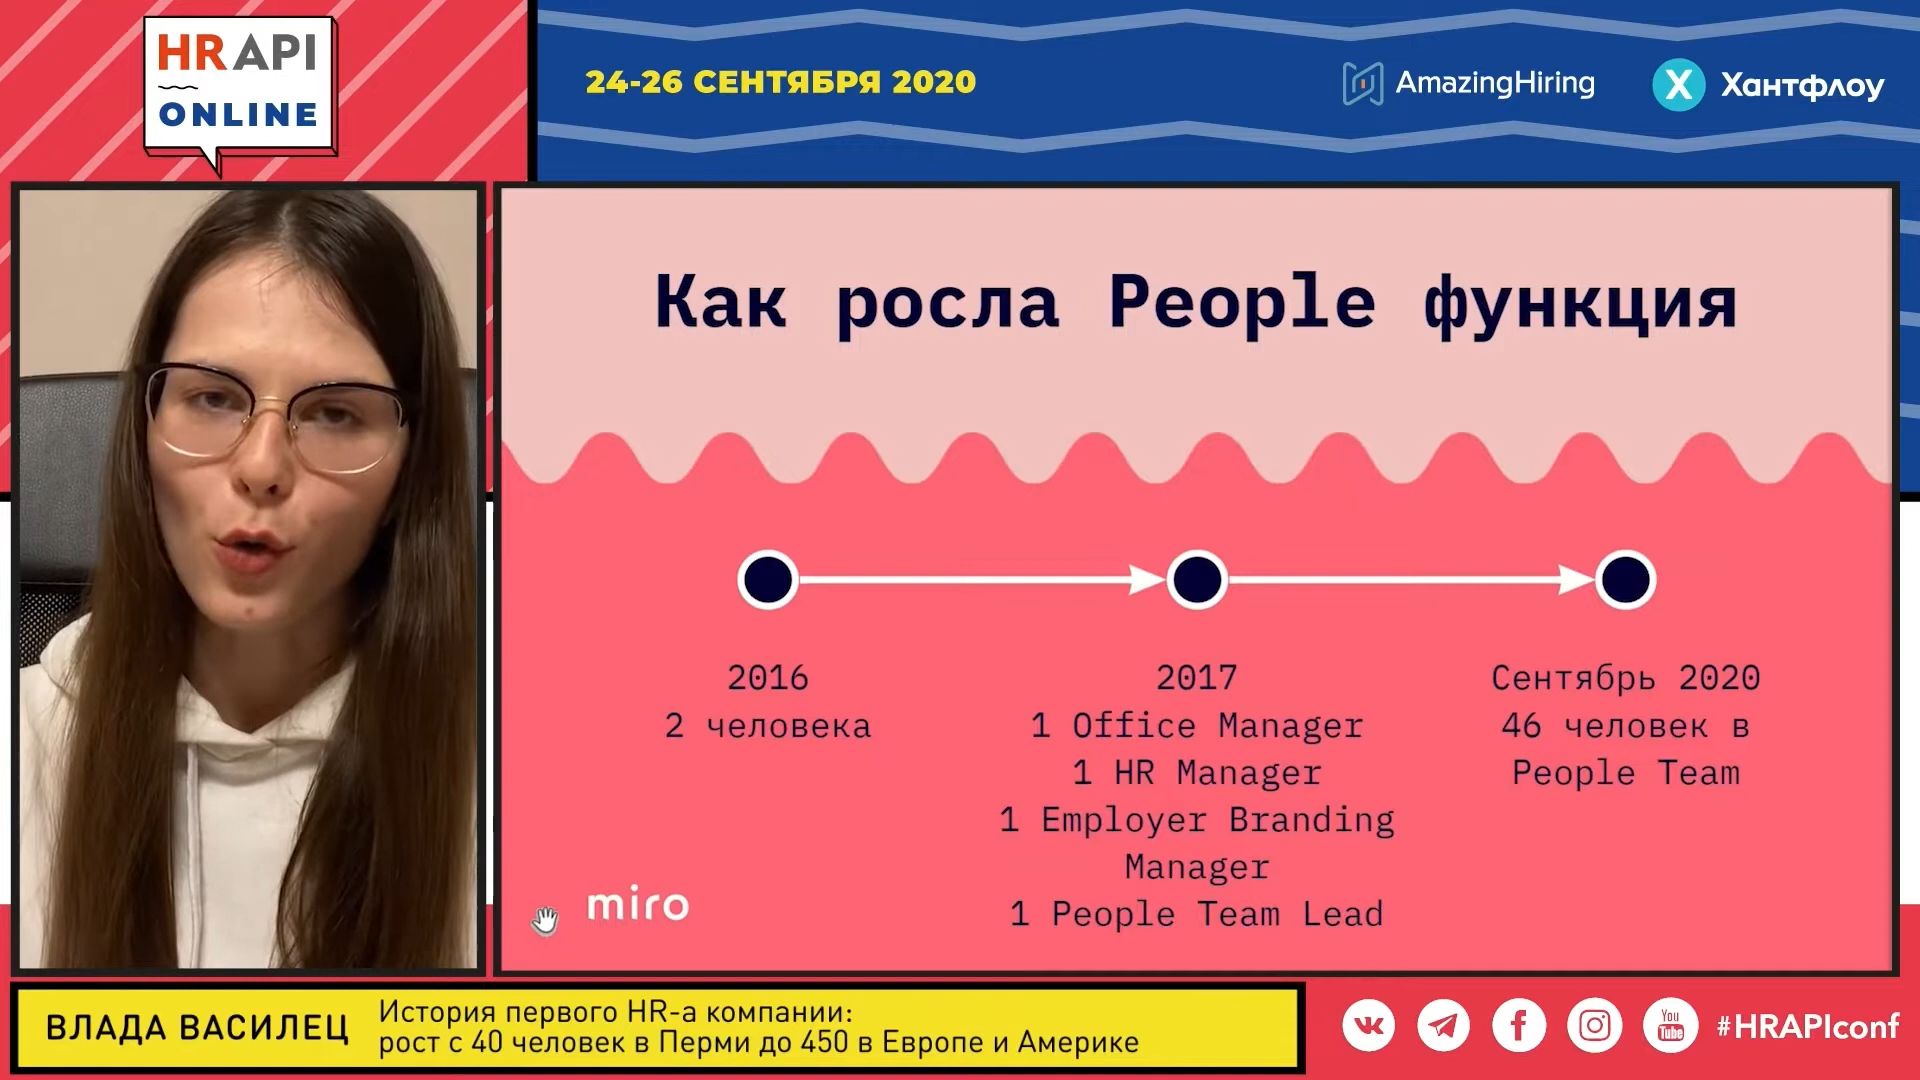 HR API
ONLINE
24-26 СЕНТЯБРЯ 2020
AmazingHiring
Хантфлоу
Как росла People функция
2016
2 человека
2017
1 Office Manager
1 HR Manager
1 Employer Branding
Manager
1 People Team Lead
Сентябрь 2020
46 человек в
People Team
miro
ВЛАДА ВАСИЛЕЦ
История первого HR-а компании:
рост с 40 человек в Перми до 450 в Европе и Америке
You
Tube
#HRAPIconf